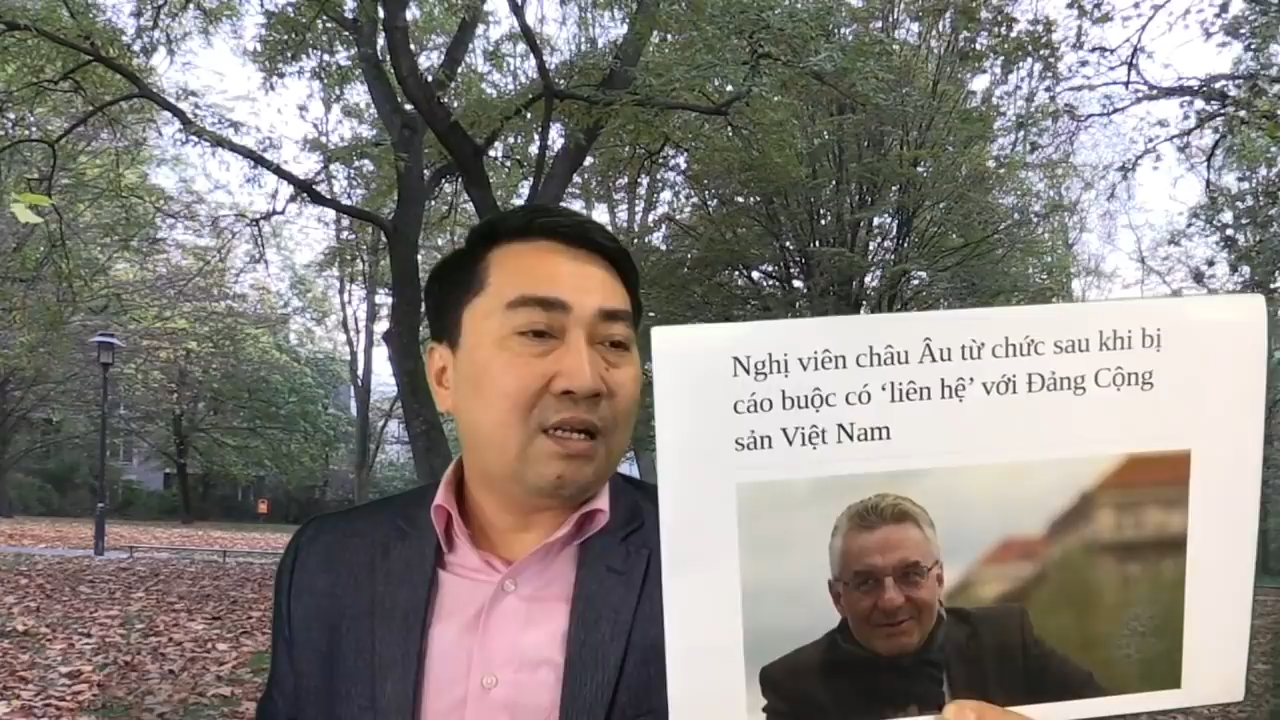 Nghị viên châu Âu từ chức sau khi bị
cáo buộc có ‘liên hệ’ với Đảng Cộng
sản Việt Nam